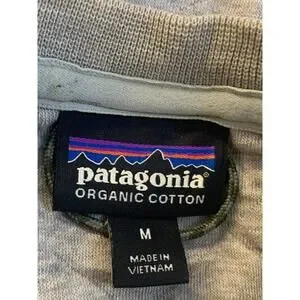 patagonia®
ORGANIC COTTON
M
MADE IN
VIETNAM